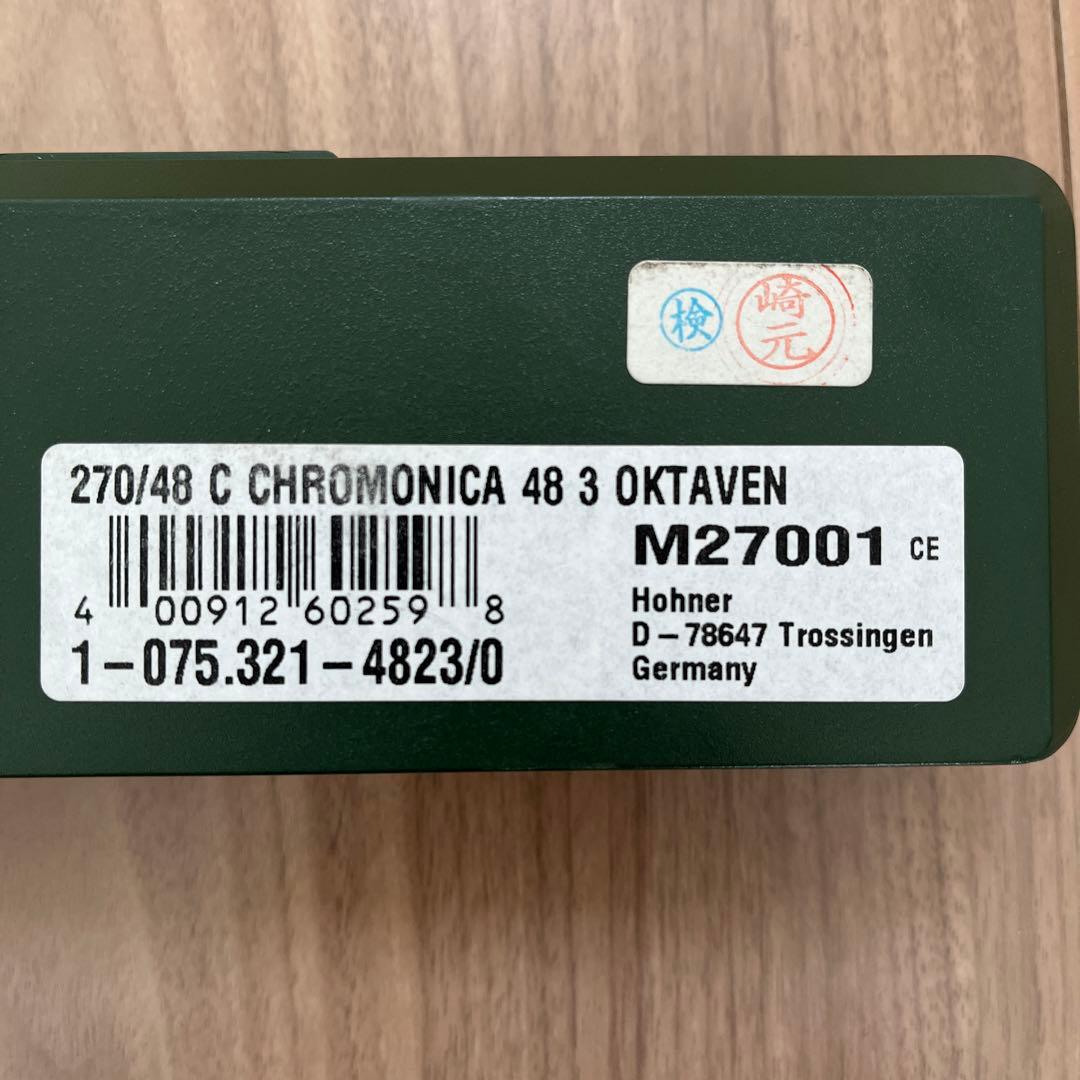 検
崎元
270/48 C CHROMONICA 48 3 OKTAVEN
M27001 CE
4 00912 60259 8
Hohner
D-78647 Trossingen
Germany
1-075.321-4823/0